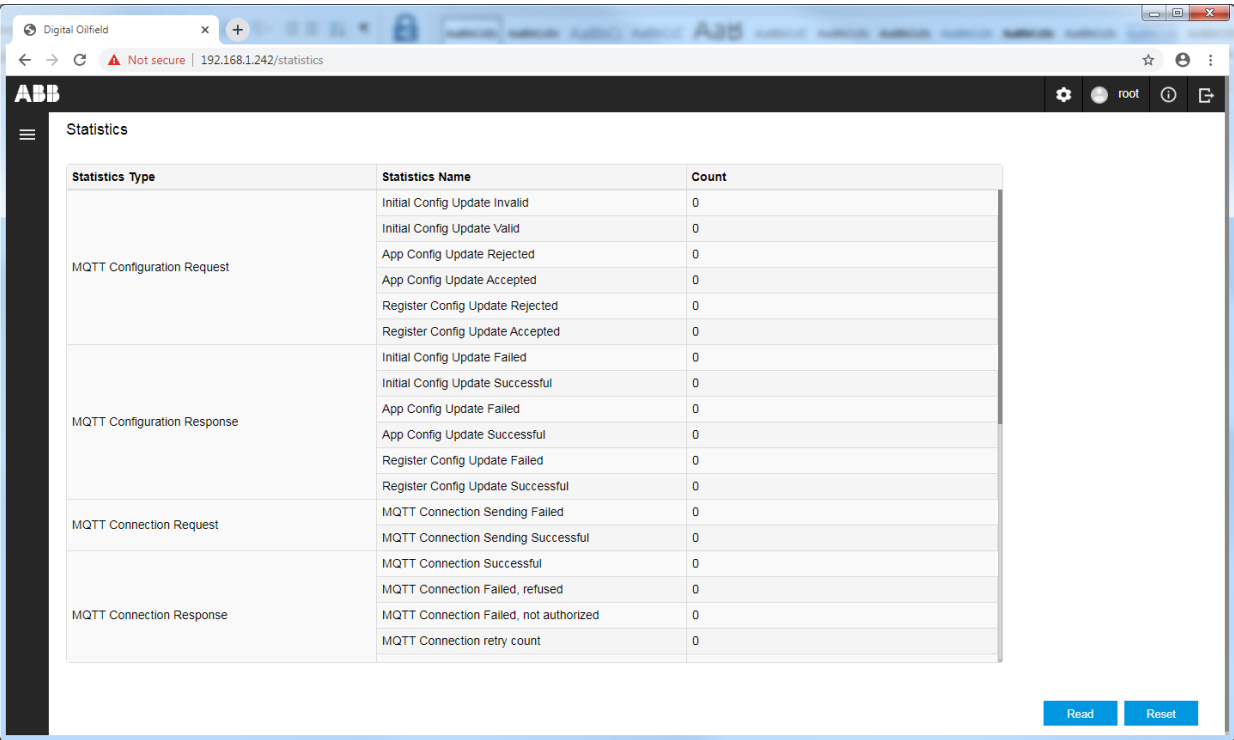 Digital Oilfield
Not secure | 192.168.1.242/statistics
ABB
root
Statistics
Statistics Type Statistics Name Count
MQTT Configuration Request
Initial Config Update Invalid 0
Initial Config Update Valid 0
App Config Update Rejected 0
App Config Update Accepted 0
Register Config Update Rejected 0
Register Config Update Accepted 0
MQTT Configuration Response
Initial Config Update Failed 0
Initial Config Update Successful 0
App Config Update Failed 0
App Config Update Successful 0
Register Config Update Failed 0
Register Config Update Successful 0
MQTT Connection Request
MQTT Connection Sending Failed 0
MQTT Connection Sending Successful 0
MQTT Connection Response
MQTT Connection Successful 0
MQTT Connection Failed, refused 0
MQTT Connection Failed, not authorized 0
MQTT Connection retry count 0
Read Reset